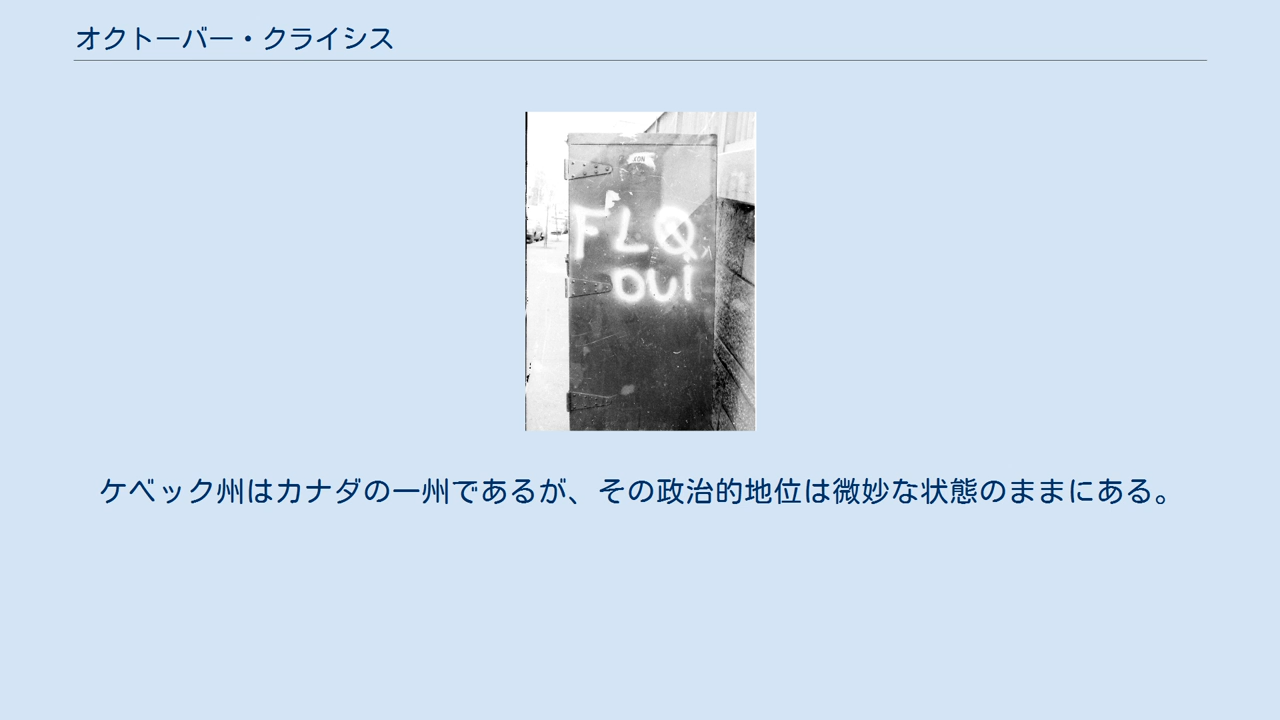 オクトーバー・クライシス
NON
FLQ
oui
ケベック州はカナダの一州であるが、その政治的地位は微妙な状態のままにある。